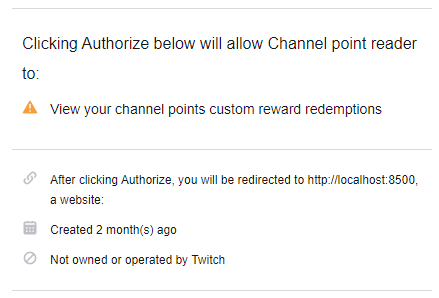 Clicking Authorize below will allow Channel point reader
to:
View your channel points custom reward redemptions
After clicking Authorize, you will be redirected to http://localhost:8500,
a website:
Created 2 month(s) ago
Not owned or operated by Twitch